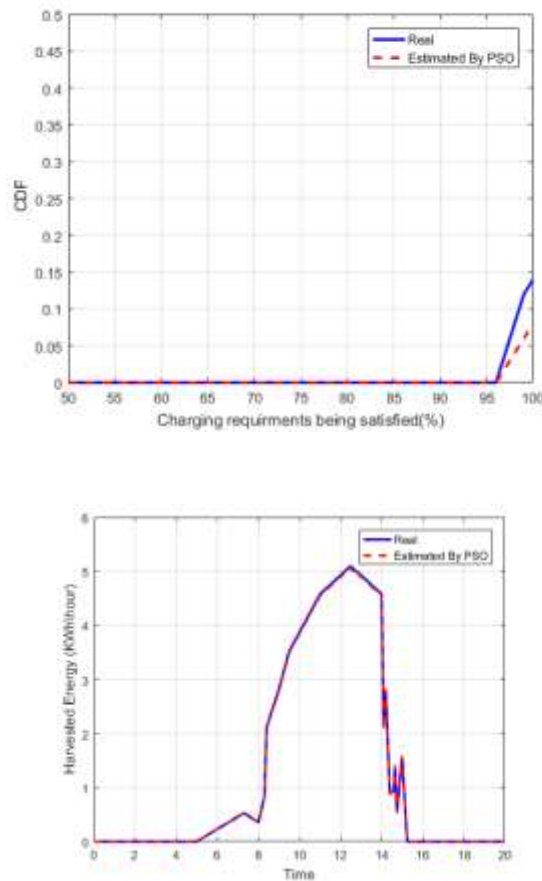 0.5
Real
Estimated By PSO
0.45
0.4
0.35
0.3
CDF
0.25
0.2
0.15
0.1
0.05
0
50 55 60 65 70 75 80 85 90 95 100
Charging requirments being satisfied(%)
6
Real
Estimated By PSO
5
4
Harvested Energy (KWh\hour)
3
2
1
0
0 2 4 6 8 10 12 14 16 18 20
Time